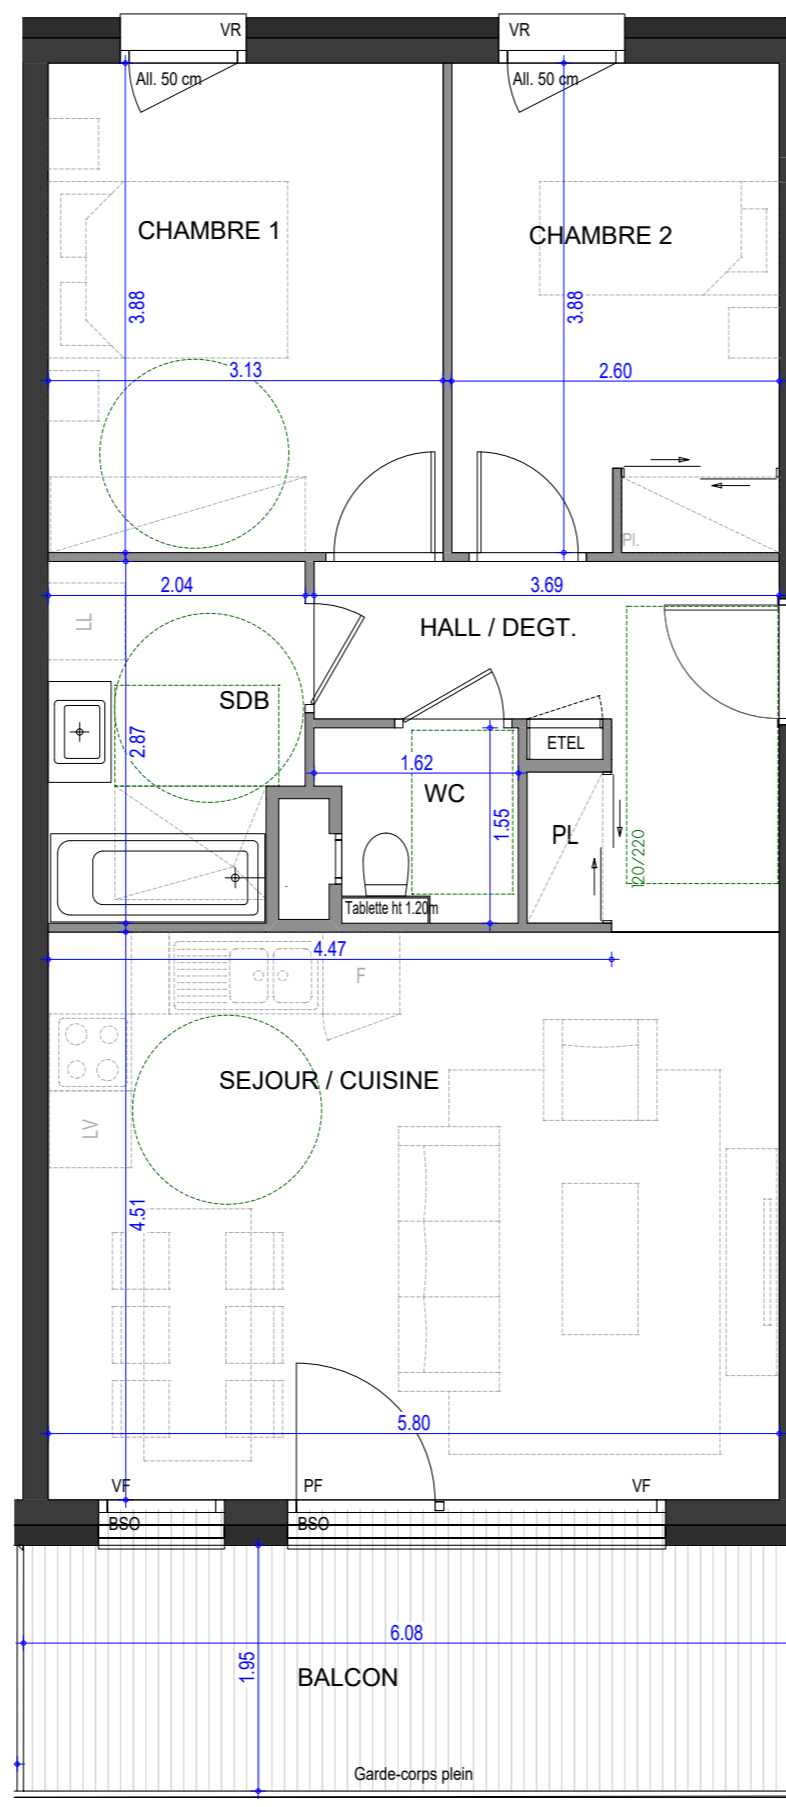 VR
VR
All. 50 cm
All. 50 cm
CHAMBRE 1
CHAMBRE 2
3.88
3.88
3.13
2.60
Pl.
2.04
3.69
LL
HALL / DEGT.
SDB
2.87
ETEL
1.62
WC
1.55
PL
120/220
Tablette ht 1.20m
4.47
F
SEJOUR / CUISINE
LV
4.51
5.80
VF
PF
VF
BSO
BSO
6.08
1.95
BALCON
Garde-corps plein